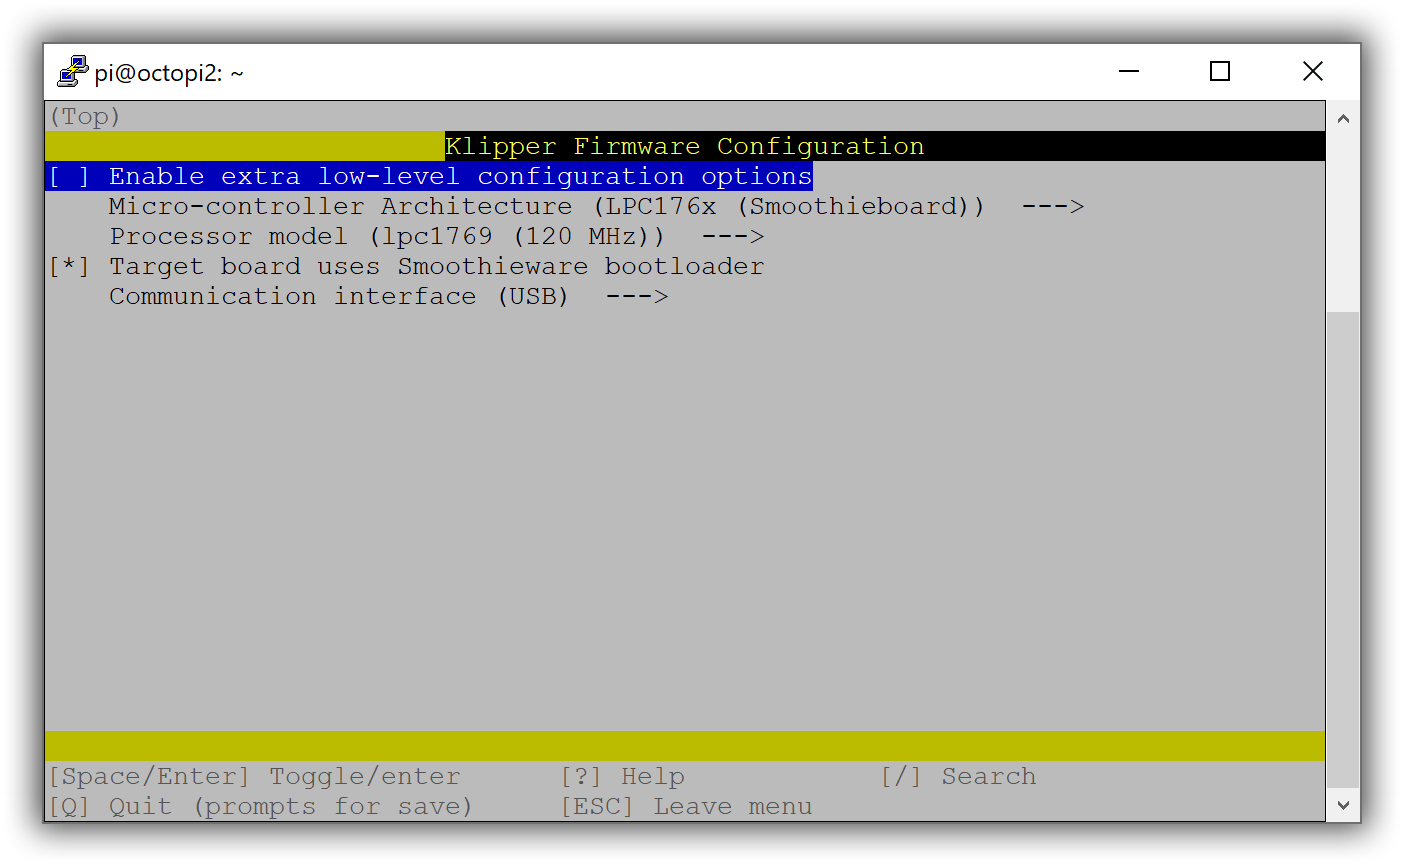 pi@octopi2: ~
(Top)
Klipper Firmware Configuration
[ ] Enable extra low-level configuration options
Micro-controller Architecture (LPC176x (Smoothieboard)) --->
Processor model (lpc1769 (120 MHz)) --->
[*] Target board uses Smoothieware bootloader
Communication interface (USB) --->
[Space/Enter] Toggle/enter [?] Help [/] Search
[Q] Quit (prompts for save) [ESC] Leave menu